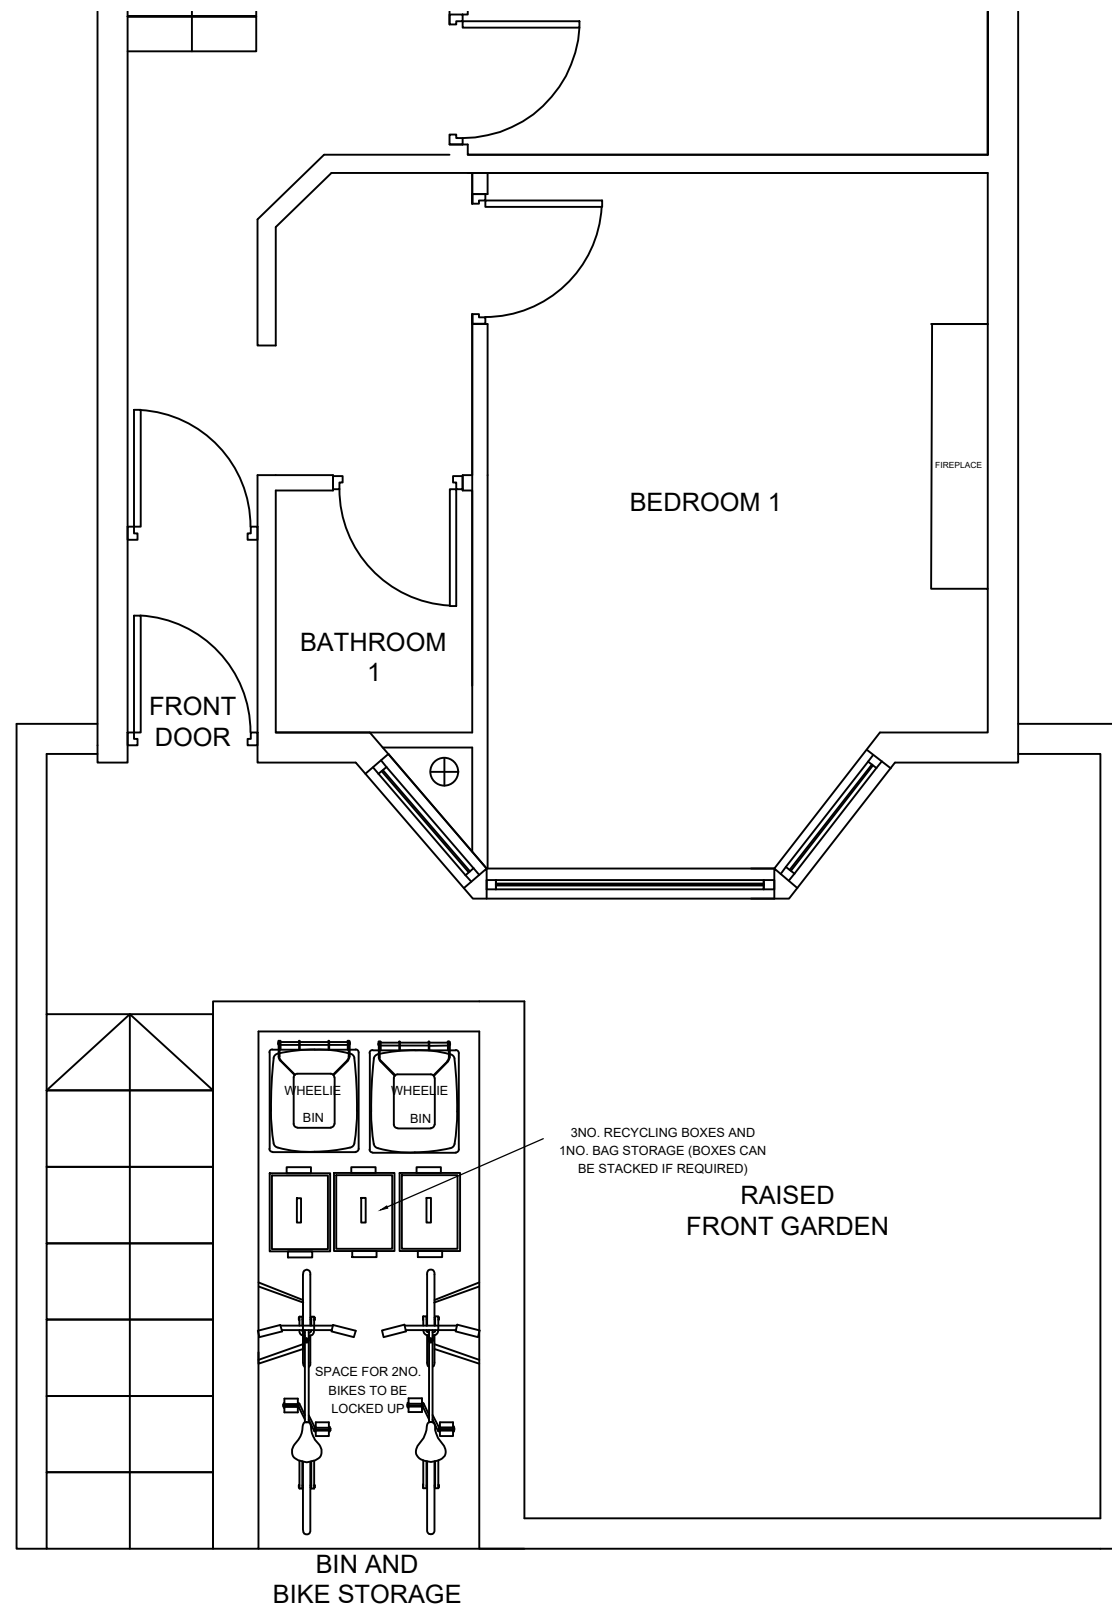 FIREPLACE
BEDROOM 1
BATHROOM
1
FRONT
DOOR
WHEELIE
BIN
WHEELIE
BIN
3NO. RECYCLING BOXES AND
1NO. BAG STORAGE (BOXES CAN
BE STACKED IF REQUIRED)
RAISED
FRONT GARDEN
SPACE FOR 2NO.
BIKES TO BE
LOCKED UP
BIN AND
BIKE STORAGE